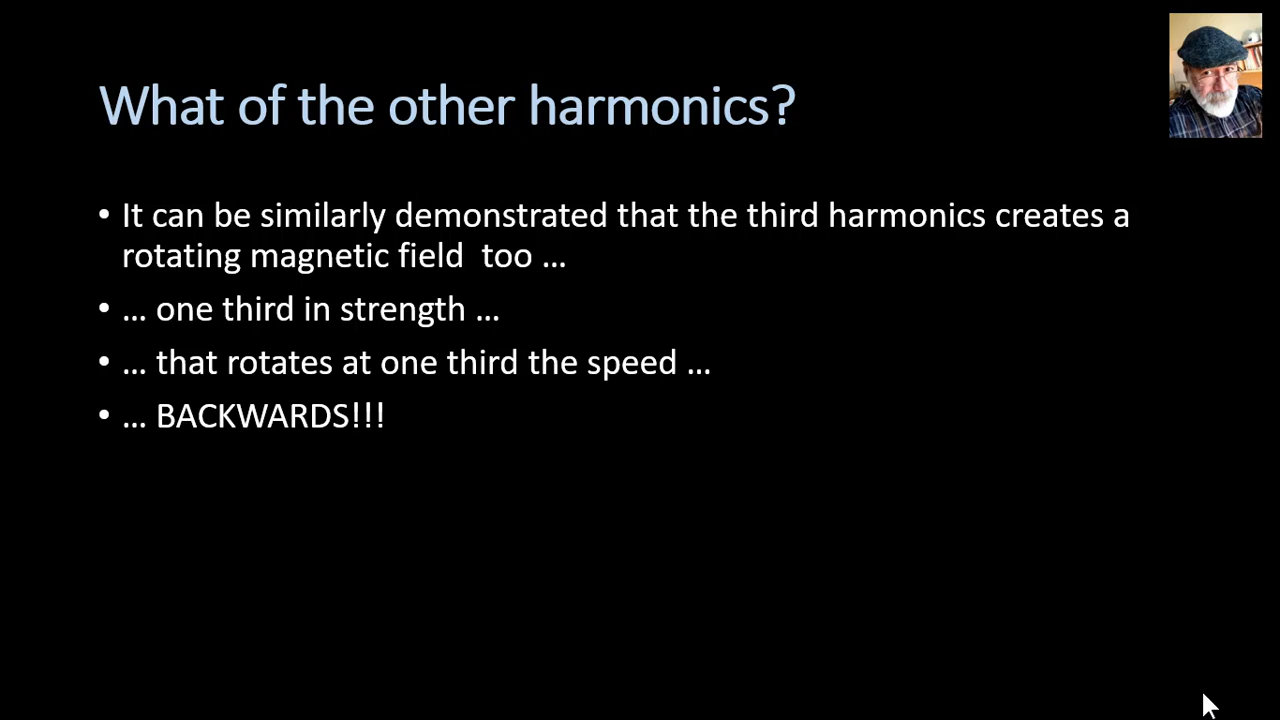 What of the other harmonics?
• It can be similarly demonstrated that the third harmonics creates a
rotating magnetic field  too …
• … one third in strength …
• … that rotates at one third the speed …
• … BACKWARDS!!!